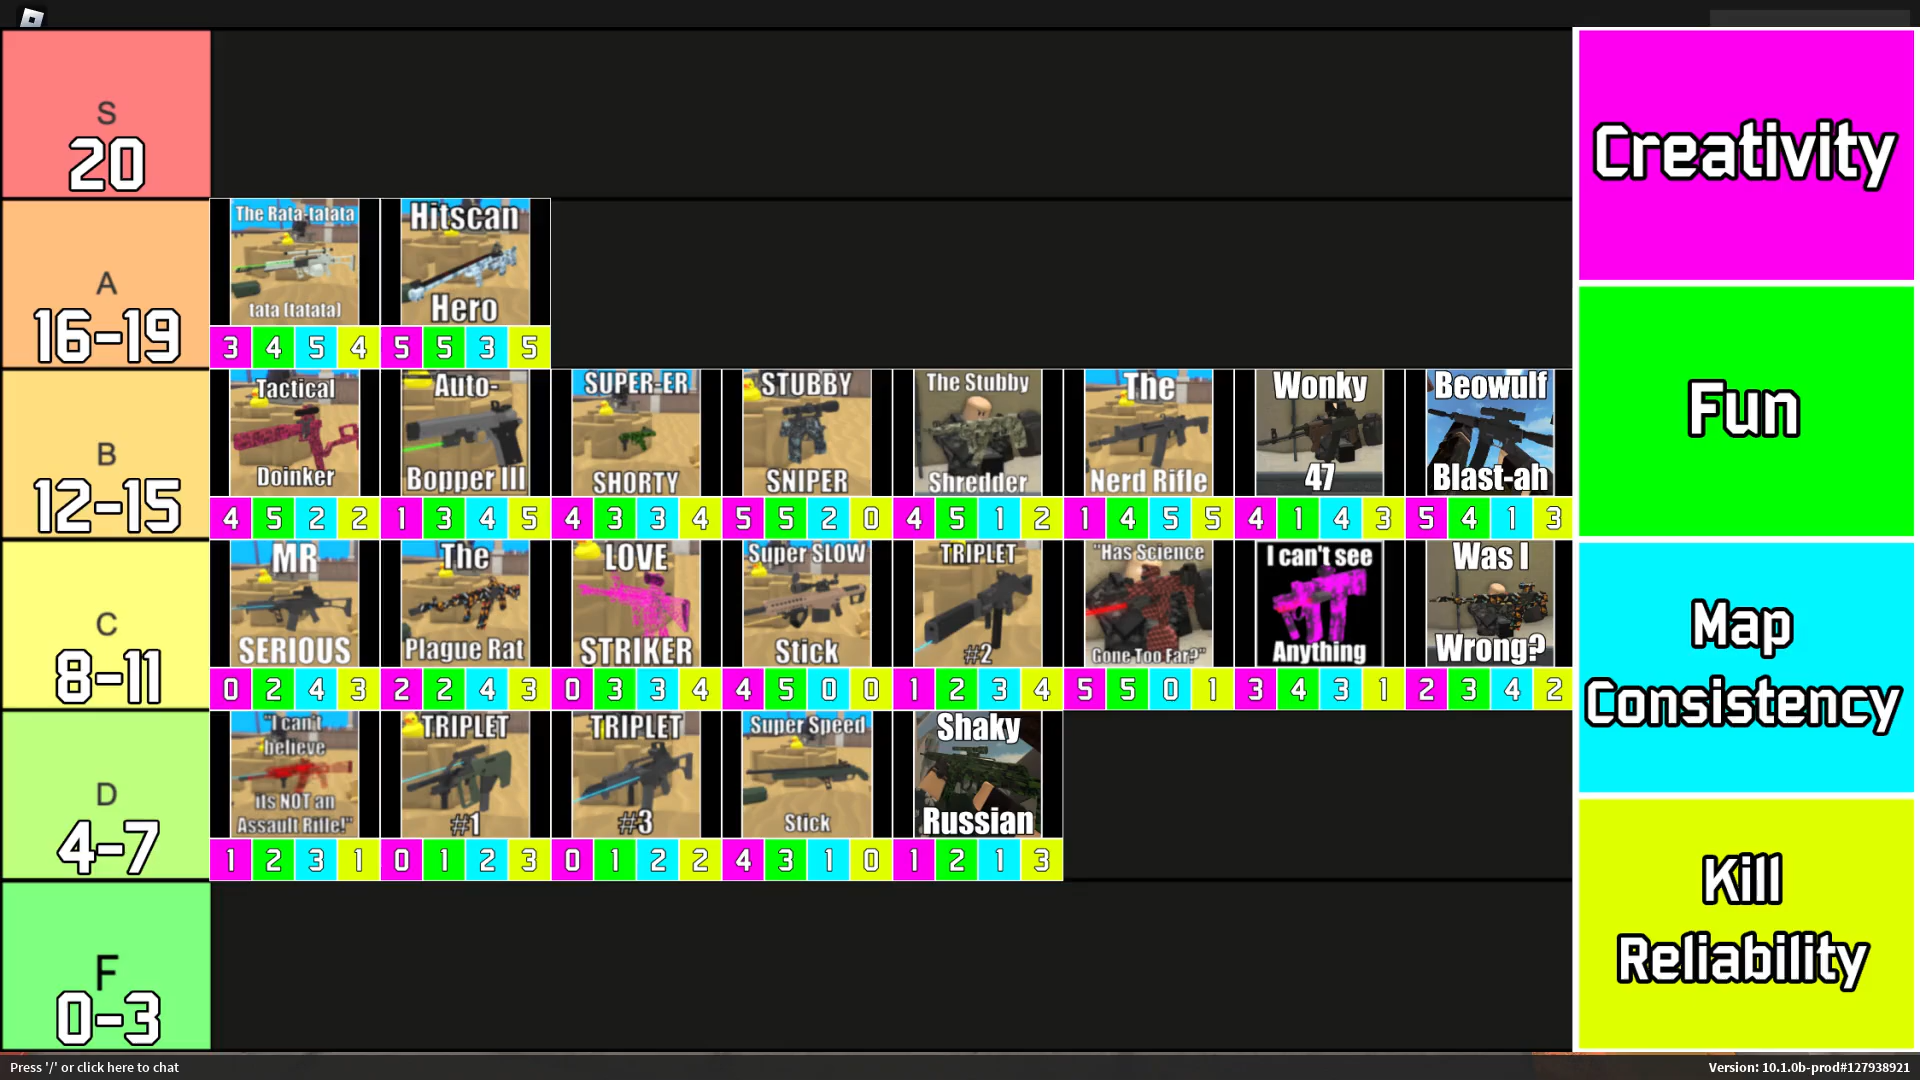 S
20
Creativity
A
16-19
The Rata-tatata
tata (tatata)
3 4 5 4
Hitscan
Hero
5 5 3 5
Fun
B
12-15
Tactical
Doinker
4 5 2 2
Auto-
Bopper III
1 3 4 5
SUPER-ER
SHORTY
4 3 3 4
STUBBY
SNIPER
5 5 2 0
The Stubby
Shredder
4 5 1 2
The
Nerd Rifle
1 4 5 5
Wonky
47
4 1 4 3
Beowulf
Blast-ah
5 4 1 3
Map
Consistency
C
8-11
MR
SERIOUS
0 2 4 3
The
Plague Rat
2 2 4 3
LOVE
STRIKER
0 3 3 4
Super SLOW
Stick
4 5 0 0
TRIPLET
#2
1 2 3 4
"Has Science
Gone Too Far?"
5 5 0 1
I can't see
Anything
3 4 3 1
Was I
Wrong?
2 3 4 2
D
4-7
"I can't
believe
its NOT an
Assault Rifle!"
1 2 3 1
TRIPLET
#1
0 1 2 3
TRIPLET
#3
0 1 2 2
Super Speed
Stick
4 3 1 0
Shaky
Russian
1 2 1 3
Kill
Reliability
F
0-3
Press '/' or click here to chat
Version: 10.1.0b-prod#127938921